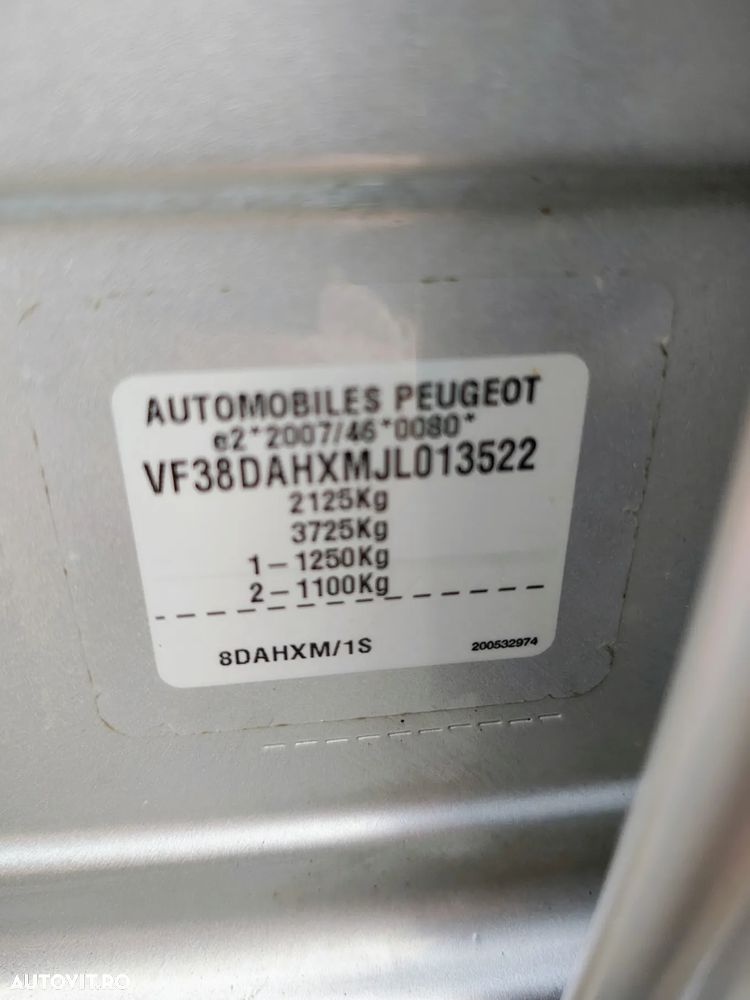 AUTOMOBILES PEUGEOT
e2*2007/46*0080*
VF38DAHXMJL013522
2125Kg
3725Kg
1-1250Kg
2-1100Kg
8DAHXM/1S 200532974
AUTOVIT.RO